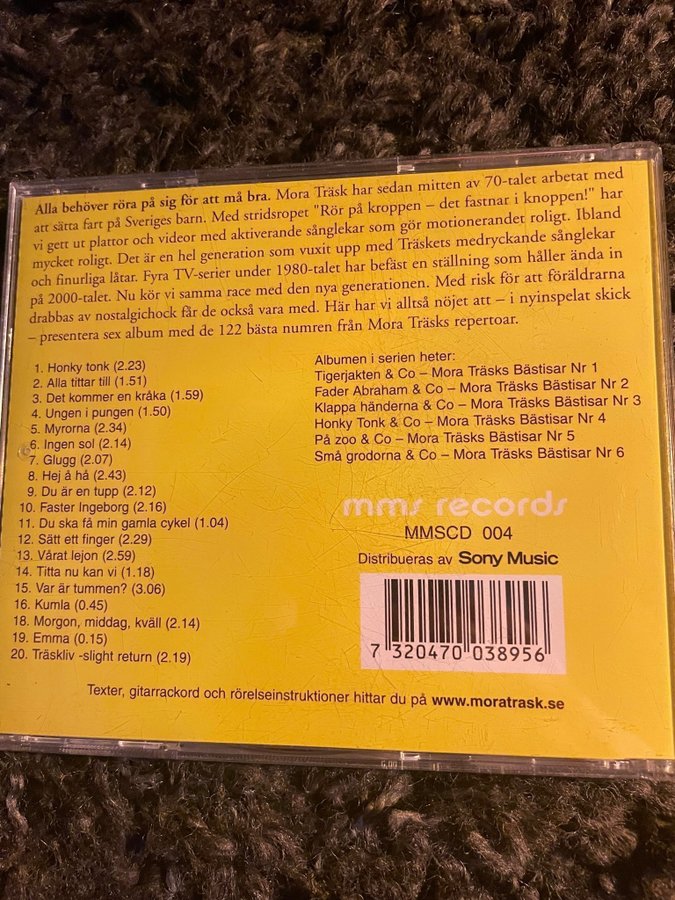 Alla behöver röra på sig för att må bra. Mora Träsk har sedan mitten av 70-talet arbetat med
att sätta fart på Sveriges barn. Med stridsropet "Rör på kroppen – det fastnar i knoppen!" har
vi gett ut plattor och videor med aktiverande sånglekar som gör motionerandet roligt. Ibland
mycket roligt. Det är en hel generation som vuxit upp med Träskets medryckande sånglekar
och finurliga låtar. Fyra TV-serier under 1980-talet har befäst en ställning som håller ända in
på 2000-talet. Nu kör vi samma race med den nya generationen. Med risk för att föräldrarna
drabbas av nostalgichock får de också vara med. Här har vi alltså nöjet att – i nyinspelat skick
– presentera sex album med de 122 bästa numren från Mora Träsks repertoar.
1. Honky tonk (2.23)
2. Alla tittar till (1.51)
3. Det kommer en kråka (1.59)
4. Ungen i pungen (1.50)
5. Myrorna (2.34)
6. Ingen sol (2.14)
7. Glugg (2.07)
8. Hej å hå (2.43)
9. Du är en tupp (2.12)
10. Faster Ingeborg (2.16)
11. Du ska få min gamla cykel (1.04)
12. Sätt ett finger (2.29)
13. Vårat lejon (2.59)
14. Titta nu kan vi (1.18)
15. Var är tummen? (3.06)
16. Kumla (0.45)
18. Morgon, middag, kväll (2.14)
19. Emma (0.15)
20. Träskliv -slight return (2.19)
Albumen i serien heter:
Tigerjakten & Co – Mora Träsks Bästisar Nr 1
Fader Abraham & Co – Mora Träsks Bästisar Nr 2
Klappa händerna & Co – Mora Träsks Bästisar Nr 3
Honky Tonk & Co – Mora Träsks Bästisar Nr 4
På zoo & Co – Mora Träsks Bästisar Nr 5
Små grodorna & Co – Mora Träsks Bästisar Nr 6
mms records
MMSCD 004
Distribueras av Sony Music
7 320470 038956
Texter, gitarrackord och rörelseinstruktioner hittar du på www.moratrask.se